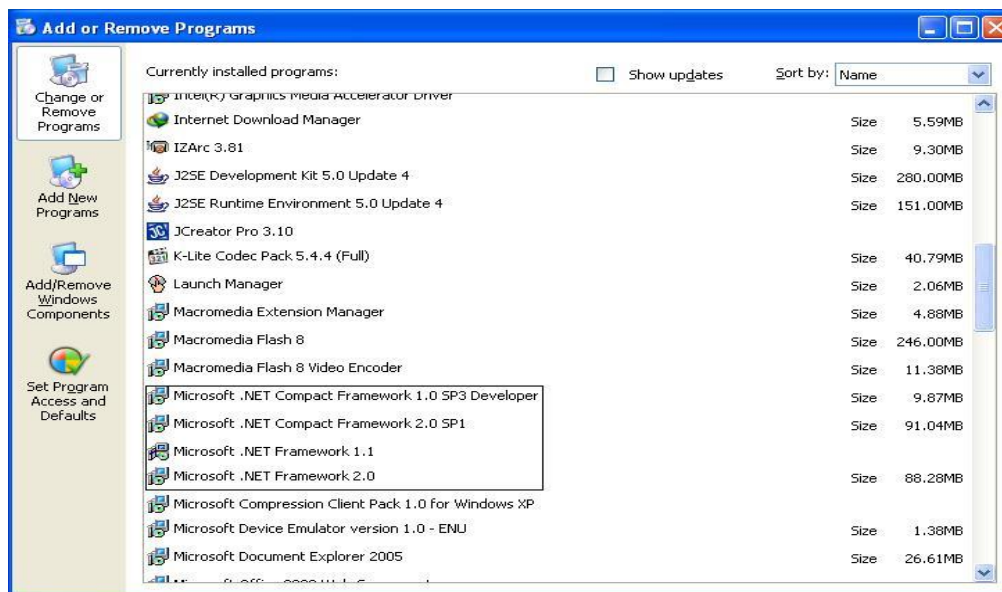 Add or Remove Programs
Change or
Remove
Programs
Add New
Programs
Add/Remove
Windows
Components
Set Program
Access and
Defaults
Currently installed programs:
Show updates
Sort by: Name
Intel(R) Graphics Media Accelerator Driver
Internet Download Manager Size 5.59MB
IZArc 3.81 Size 9.30MB
J2SE Development Kit 5.0 Update 4 Size 280.00MB
J2SE Runtime Environment 5.0 Update 4 Size 151.00MB
JCreator Pro 3.10
K-Lite Codec Pack 5.4.4 (Full) Size 40.79MB
Launch Manager Size 2.06MB
Macromedia Extension Manager Size 4.88MB
Macromedia Flash 8 Size 246.00MB
Macromedia Flash 8 Video Encoder Size 11.38MB
Microsoft .NET Compact Framework 1.0 SP3 Developer Size 9.87MB
Microsoft .NET Compact Framework 2.0 SP1 Size 91.04MB
Microsoft .NET Framework 1.1
Microsoft .NET Framework 2.0 Size 88.28MB
Microsoft Compression Client Pack 1.0 for Windows XP
Microsoft Device Emulator version 1.0 - ENU Size 1.38MB
Microsoft Document Explorer 2005 Size 26.61MB